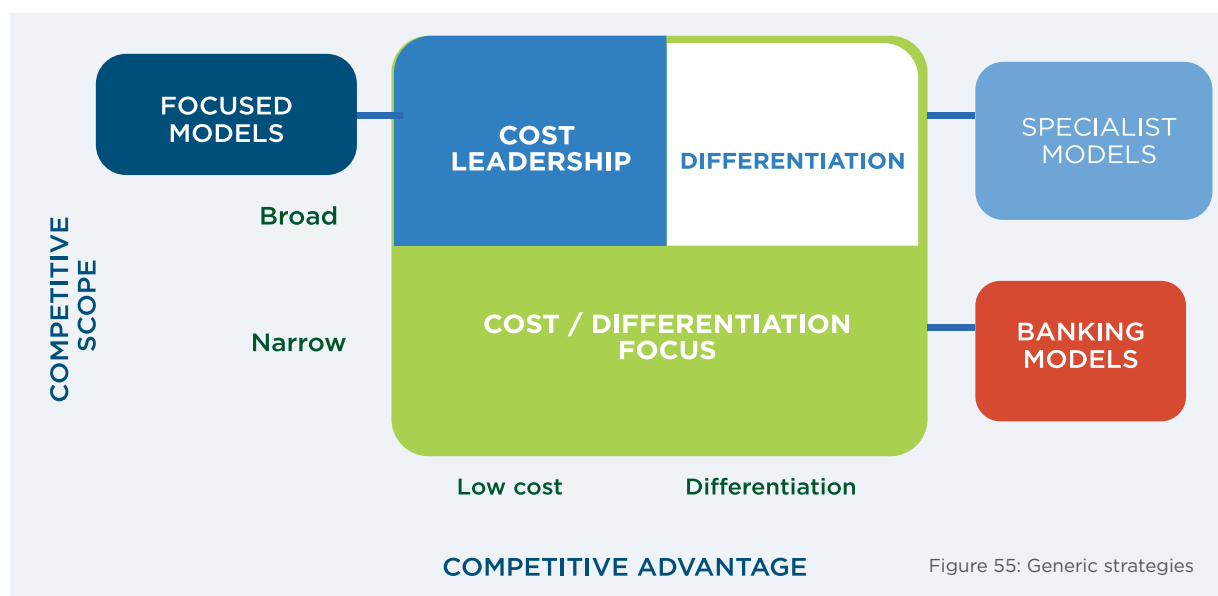 FOCUSED
MODELS
COST
LEADERSHIP
DIFFERENTIATION
SPECIALIST
MODELS
Broad
COMPETITIVE
SCOPE
Narrow
COST / DIFFERENTIATION
FOCUS
BANKING
MODELS
Low cost
Differentiation
COMPETITIVE ADVANTAGE
Figure 55: Generic strategies